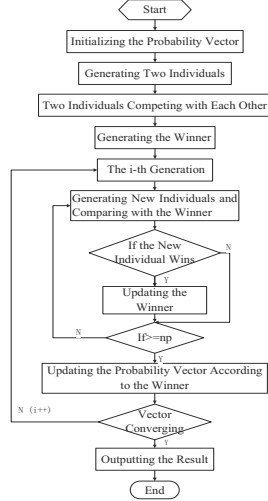 Start
Initializing the Probability Vector
Generating Two Individuals
Two Individuals Competing with Each Other
Generating the Winner
The i-th Generation
Generating New Individuals and
Comparing with the Winner
If the New
Individual Wins
N
Y
Updating the
Winner
N
If>=np
Y
Updating the Probability Vector According
to the Winner
N (i++)
Vector
Converging
Y
Outputting the Result
End